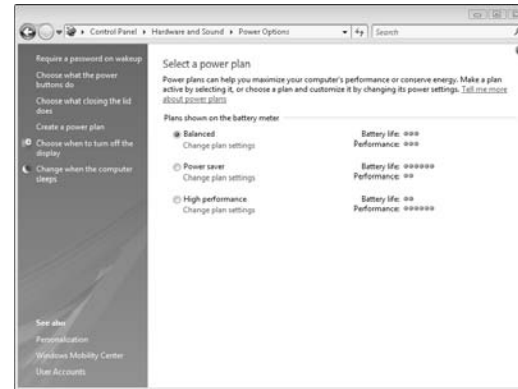 Control Panel ▸ Hardware and Sound ▸ Power Options
Search
Require a password on wakeup
Choose what the power
buttons do
Choose what closing the lid
does
Create a power plan
Choose when to turn off the
display
Change when the computer
sleeps
See also
Personalization
Windows Mobility Center
User Accounts
Select a power plan
Power plans can help you maximize your computer's performance or conserve energy. Make a plan
active by selecting it, or choose a plan and customize it by changing its power settings. Tell me more
about power plans
Plans shown on the battery meter
Balanced Battery life:
Change plan settings Performance:
Power saver Battery life:
Change plan settings Performance:
High performance Battery life:
Change plan settings Performance: